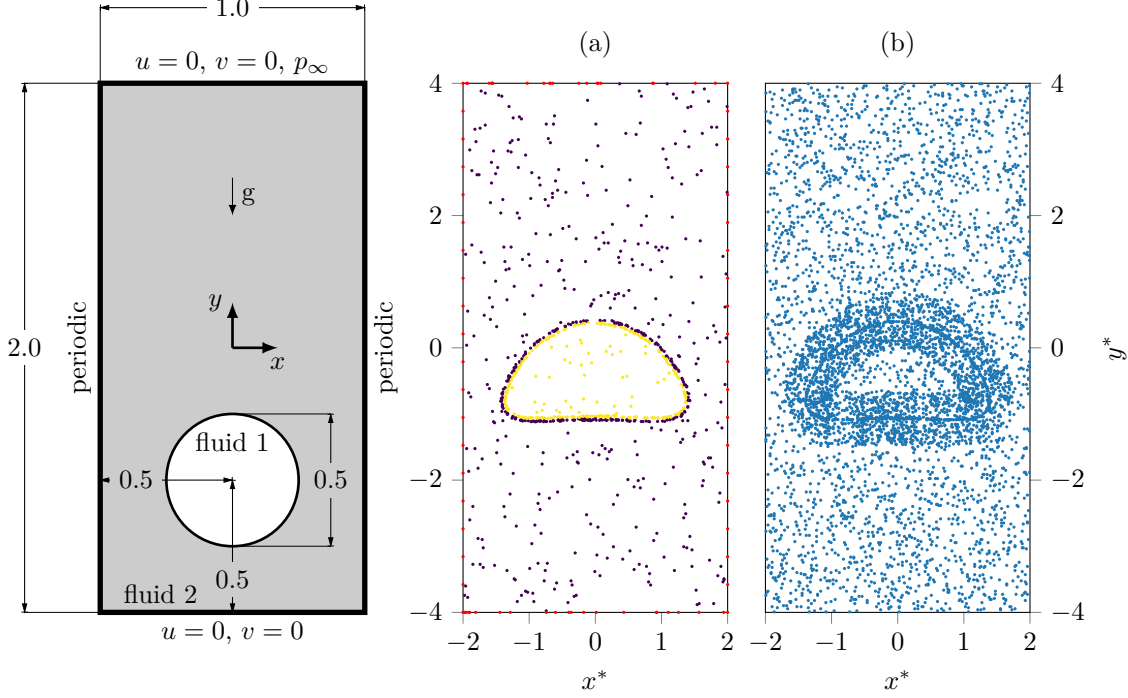 1.0
u = 0, v = 0, p∞
g
y
x
periodic
periodic
2.0
fluid 1
0.5
0.5
0.5
fluid 2
u = 0, v = 0
(a)
4
2
0
−2
−4
−2
−1
0
1
2
x*
(b)
4
2
0
−2
−4
y*
−2
−1
0
1
2
x*